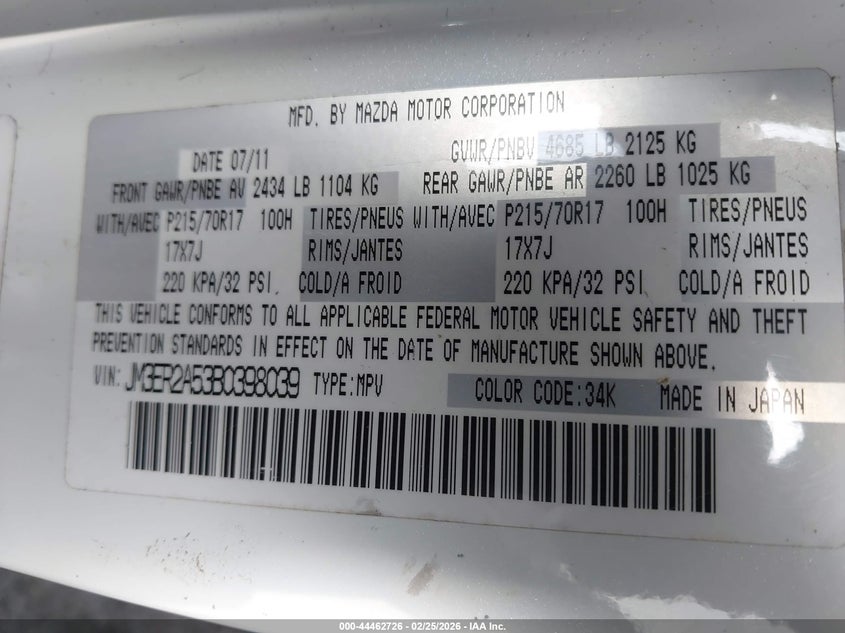 MFD. BY MAZDA MOTOR CORPORATION
DATE 07/11 GVWR/PNBV 4685 LB 2125 KG
FRONT GAWR/PNBE AV 2434 LB 1104 KG REAR GAWR/PNBE AR 2260 LB 1025 KG
WITH/AVEC P215/70R17 100H TIRES/PNEUS WITH/AVEC P215/70R17 100H TIRES/PNEUS
17X7J RIMS/JANTES 17X7J RIMS/JANTES
220 KPA/32 PSI, COLD/A FROID 220 KPA/32 PSI, COLD/A FROID
THIS VEHICLE CONFORMS TO ALL APPLICABLE FEDERAL MOTOR VEHICLE SAFETY AND THEFT
PREVENTION STANDARDS IN EFFECT ON THE DATE OF MANUFACTURE SHOWN ABOVE.
VIN: JM3ER2A53B0398039 TYPE:MPV COLOR CODE:34K MADE IN JAPAN
000-44462726 - 02/25/2026 - IAA Inc.